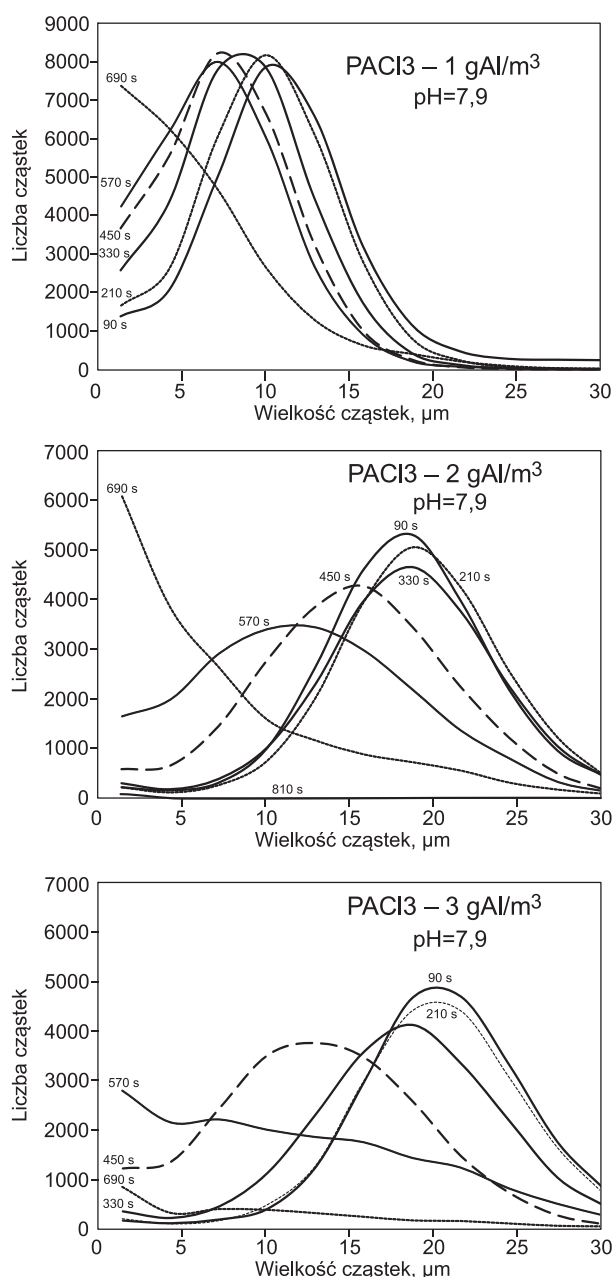 9000
8000
7000
6000
5000
4000
3000
2000
1000
0
Liczba cząstek
PACl3 – 1 gAl/m³
pH=7,9
690 s
570 s
450 s
330 s
210 s
90 s
0 5 10 15 20 25 30
Wielkość cząstek, µm
7000
6000
5000
4000
3000
2000
1000
0
Liczba cząstek
PACl3 – 2 gAl/m³
pH=7,9
690 s
90 s
450 s
210 s
330 s
570 s
810 s
0 5 10 15 20 25 30
Wielkość cząstek, µm
7000
6000
5000
4000
3000
2000
1000
0
Liczba cząstek
PACl3 – 3 gAl/m³
pH=7,9
90 s
210 s
570 s
450 s
690 s
330 s
0 5 10 15 20 25 30
Wielkość cząstek, µm